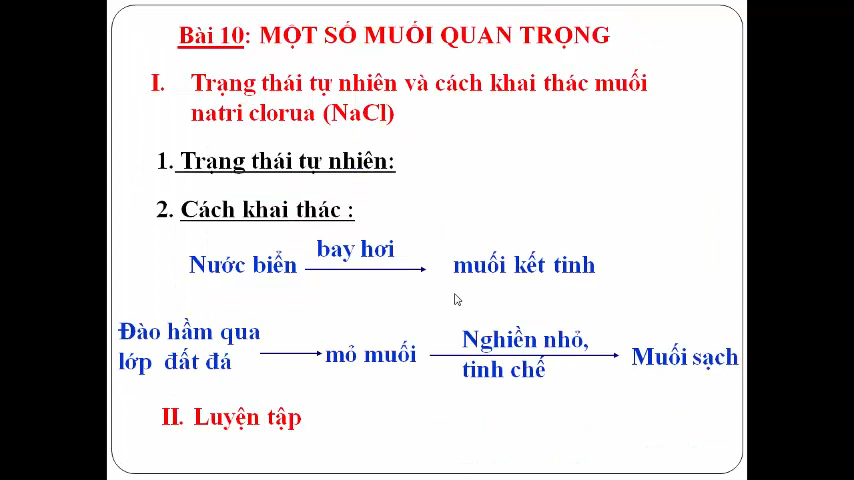 Bài 10: MỘT SỐ MUỐI QUAN TRỌNG
I. Trạng thái tự nhiên và cách khai thác muối
natri clorua (NaCl)
1. Trạng thái tự nhiên:
2. Cách khai thác :
bay hơi
Nước biển muối kết tinh
Đào hầm qua
lớp đất đá
mỏ muối
Nghiền nhỏ,
tinh chế
Muối sạch
II. Luyện tập